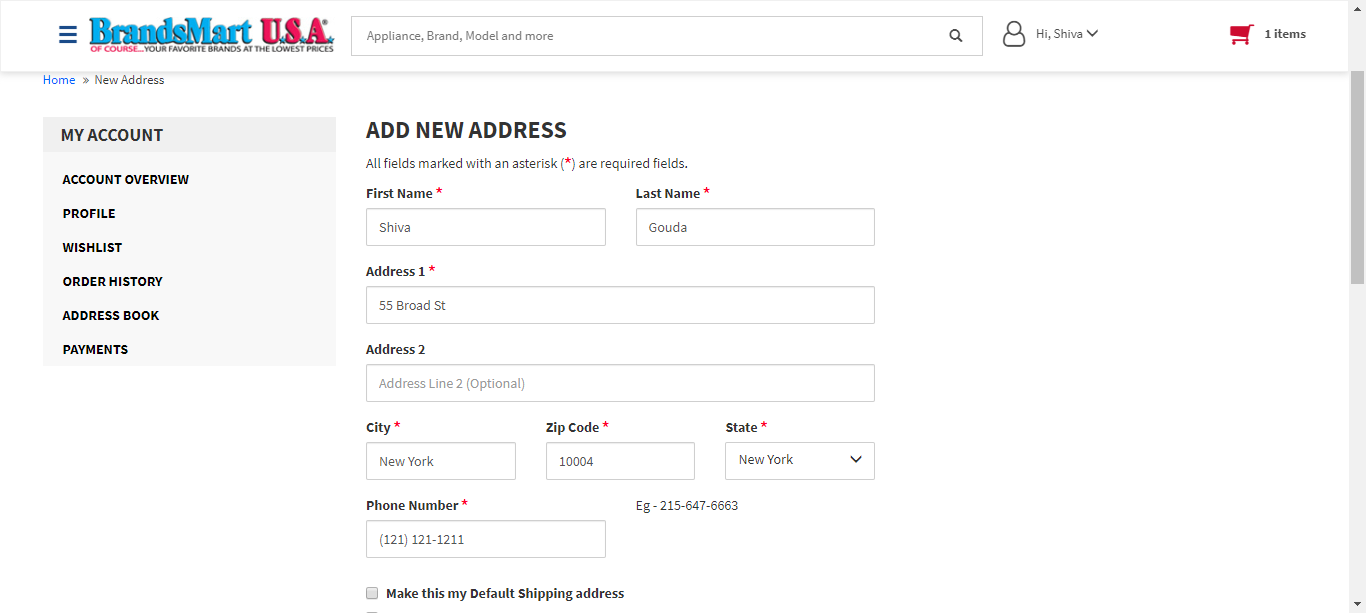 BrandsMart U.S.A.
OF COURSE...YOUR FAVORITE BRANDS AT THE LOWEST PRICES
Appliance, Brand, Model and more
Hi, Shiva
1 items
Home » New Address
MY ACCOUNT
ACCOUNT OVERVIEW
PROFILE
WISHLIST
ORDER HISTORY
ADDRESS BOOK
PAYMENTS
ADD NEW ADDRESS
All fields marked with an asterisk (*) are required fields.
First Name * Last Name *
Shiva Gouda
Address 1 *
55 Broad St
Address 2
Address Line 2 (Optional)
City * Zip Code * State *
New York 10004 New York
Phone Number * Eg - 215-647-6663
(121) 121-1211
Make this my Default Shipping address